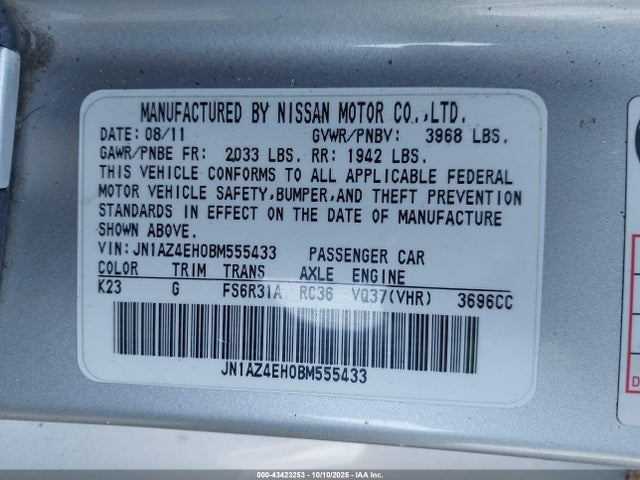 MANUFACTURED BY NISSAN MOTOR CO.,LTD.
DATE: 08/11 GVWR/PNBV: 3968 LBS.
GAWR/PNBE FR: 2033 LBS. RR: 1942 LBS.
THIS VEHICLE CONFORMS TO ALL APPLICABLE FEDERAL
MOTOR VEHICLE SAFETY,BUMPER,AND THEFT PREVENTION
STANDARDS IN EFFECT ON THE DATE OF MANUFACTURE
SHOWN ABOVE.
VIN: JN1AZ4EH0BM555433 PASSENGER CAR
COLOR TRIM TRANS AXLE ENGINE
K23 G FS6R31A RC36 VQ37(VHR) 3696CC
JN1AZ4EH0BM555433
000-43423253 - 10/10/2025 - IAAI.com